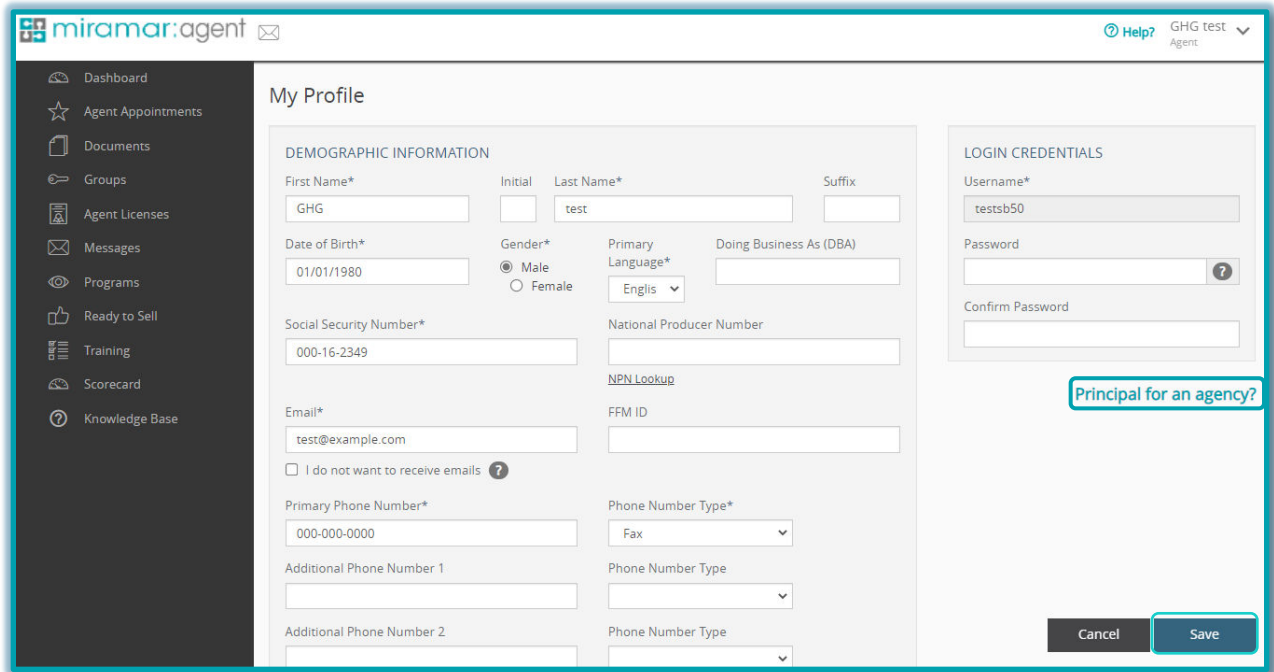 miramar:agent
Help?
GHG test
Agent
Dashboard
Agent Appointments
Documents
Groups
Agent Licenses
Messages
Programs
Ready to Sell
Training
Scorecard
Knowledge Base
My Profile
DEMOGRAPHIC INFORMATION
First Name* Initial Last Name* Suffix
GHG test
Date of Birth* Gender* Primary Language* Doing Business As (DBA)
01/01/1980 Male Female Englis
Social Security Number* National Producer Number
000-16-2349
NPN Lookup
Email* FFM ID
test@example.com
I do not want to receive emails ?
Primary Phone Number* Phone Number Type*
000-000-0000 Fax
Additional Phone Number 1 Phone Number Type
Additional Phone Number 2 Phone Number Type
LOGIN CREDENTIALS
Username*
testsb50
Password
?
Confirm Password
Principal for an agency?
Cancel Save